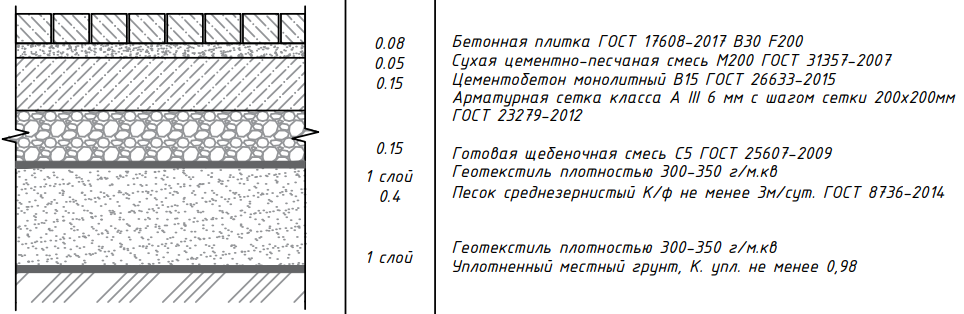 0.08 Бетонная плитка ГОСТ 17608-2017 В30 F200
0.05 Сухая цементно-песчаная смесь М200 ГОСТ 31357-2007
0.15 Цементобетон монолитный В15 ГОСТ 26633-2015
Арматурная сетка класса А III 6 мм с шагом сетки 200х200мм
ГОСТ 23279-2012
0.15 Готовая щебеночная смесь С5 ГОСТ 25607-2009
1 слой Геотекстиль плотностью 300-350 г/м.кв
0.4 Песок среднезернистый К/ф не менее 3м/сут. ГОСТ 8736-2014
1 слой Геотекстиль плотностью 300-350 г/м.кв
Уплотненный местный грунт, К. упл. не менее 0,98